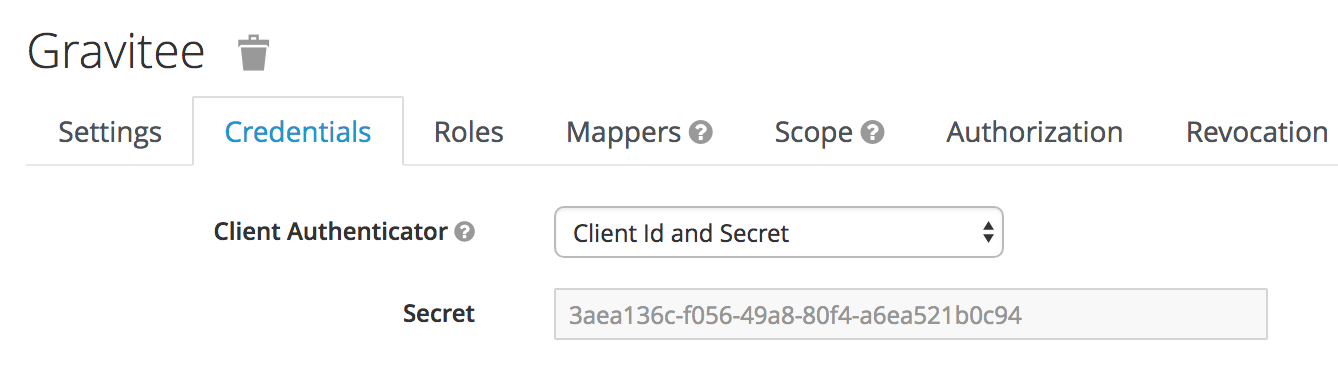 Gravitee
Settings Credentials Roles Mappers Scope Authorization Revocation
Client Authenticator Client Id and Secret
Secret 3aea136c-f056-49a8-80f4-a6ea521b0c94